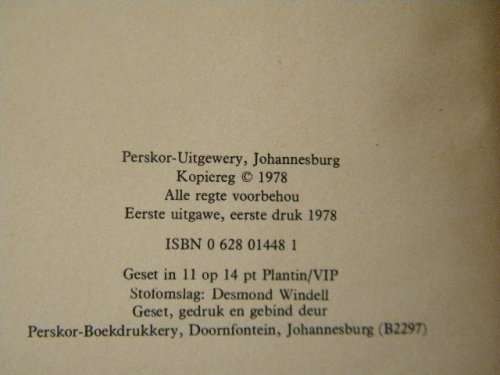 Perskor-Uitgewery, Johannesburg
Kopiereg © 1978
Alle regte voorbehou
Eerste uitgawe, eerste druk 1978
ISBN 0 628 01448 1
Geset in 11 op 14 pt Plantin/VIP
Stofomslag: Desmond Windell
Geset, gedruk en gebind deur
Perskor-Boekdrukkery, Doornfontein, Johannesburg (B2297)